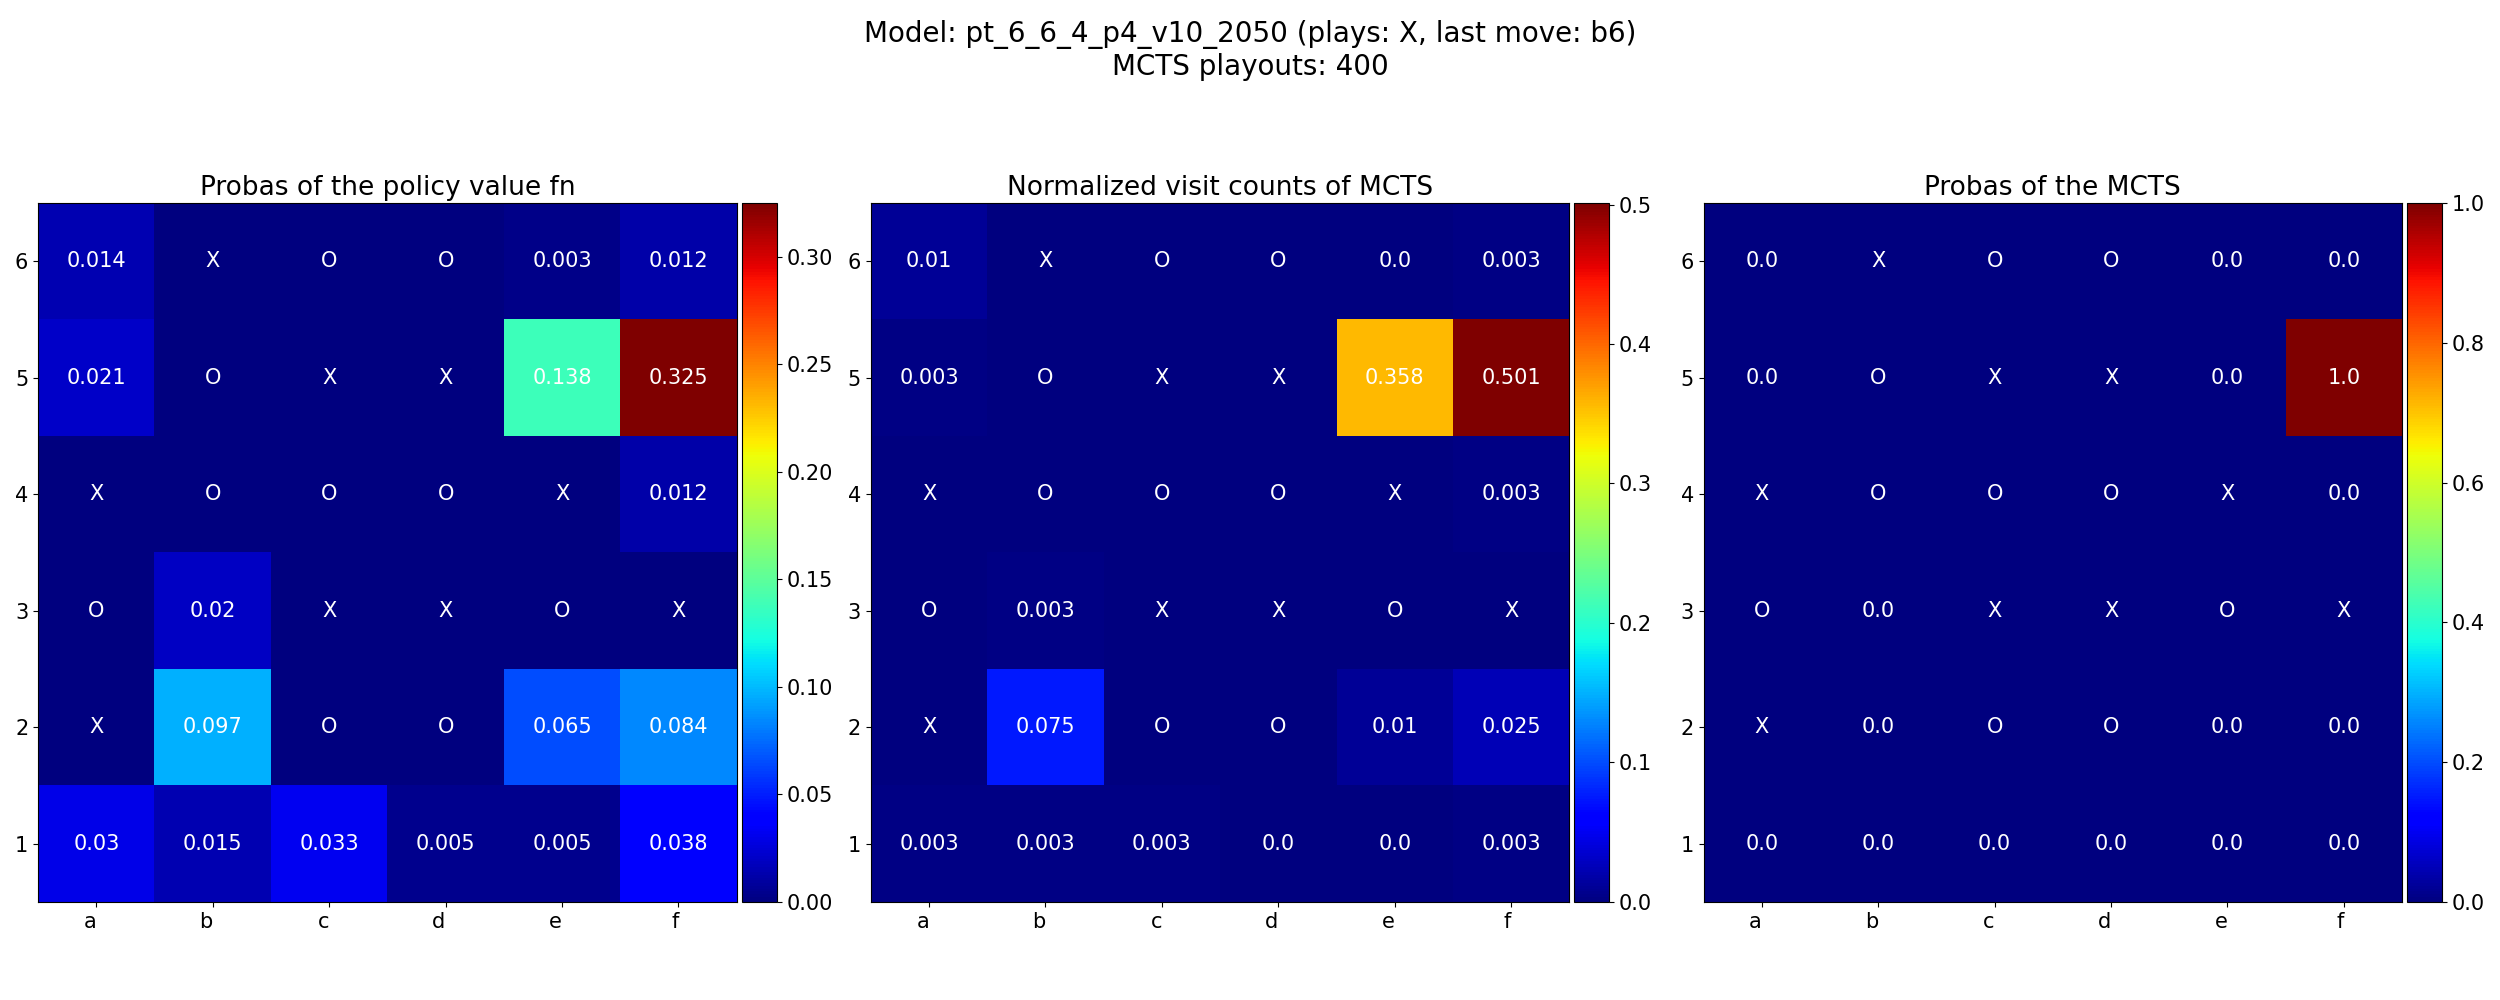 Model: pt_6_6_4_p4_v10_2050 (plays: X, last move: b6)
MCTS playouts: 400
Probas of the policy value fn
6 0.014 X O O 0.003 0.012
5 0.021 O X X 0.138 0.325
4 X O O O X 0.012
3 O 0.02 X X O X
2 X 0.097 O O 0.065 0.084
1 0.03 0.015 0.033 0.005 0.005 0.038
a b c d e f
0.30
0.25
0.20
0.15
0.10
0.05
0.00
Normalized visit counts of MCTS
6 0.01 X O O 0.0 0.003
5 0.003 O X X 0.358 0.501
4 X O O O X 0.003
3 O 0.003 X X O X
2 X 0.075 O O 0.01 0.025
1 0.003 0.003 0.003 0.0 0.0 0.003
a b c d e f
0.5
0.4
0.3
0.2
0.1
0.0
Probas of the MCTS
6 0.0 X O O 0.0 0.0
5 0.0 O X X 0.0 1.0
4 X O O O X 0.0
3 O 0.0 X X O X
2 X 0.0 O O 0.0 0.0
1 0.0 0.0 0.0 0.0 0.0 0.0
a b c d e f
1.0
0.8
0.6
0.4
0.2
0.0